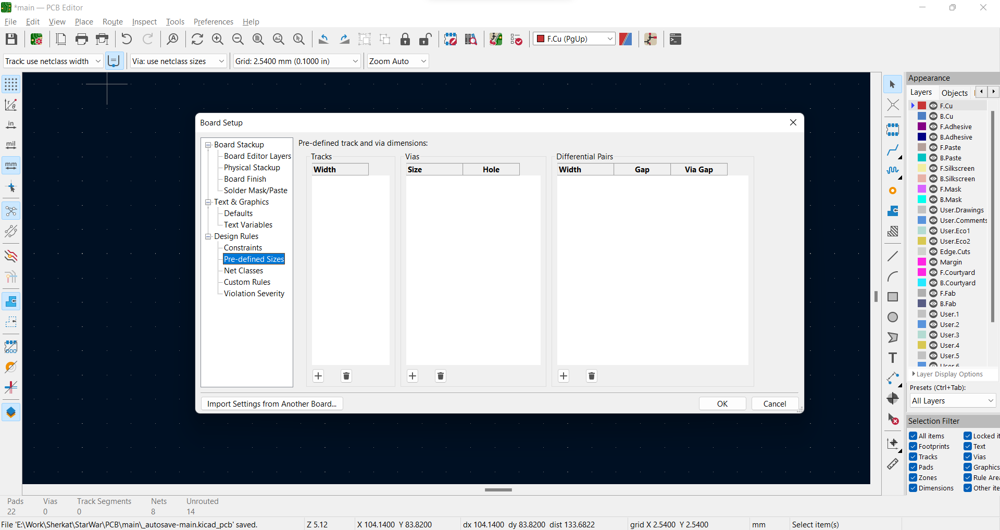 *main — PCB Editor
File Edit View Place Route Inspect Tools Preferences Help
F.Cu (PgUp)
Track: use netclass width
Via: use netclass sizes
Grid: 2.5400 mm (0.1000 in)
Zoom Auto
in
mil
mm
Board Setup
Board Stackup
Board Editor Layers
Physical Stackup
Board Finish
Solder Mask/Paste
Text & Graphics
Defaults
Text Variables
Design Rules
Constraints
Pre-defined Sizes
Net Classes
Custom Rules
Violation Severity
Pre-defined track and via dimensions:
Tracks
Width
Vias
Size Hole
Differential Pairs
Width Gap Via Gap
Import Settings from Another Board...
OK
Cancel
Appearance
Layers Objects
F.Cu
B.Cu
F.Adhesive
B.Adhesive
F.Paste
B.Paste
F.Silkscreen
B.Silkscreen
F.Mask
B.Mask
User.Drawings
User.Comments
User.Eco1
User.Eco2
Edge.Cuts
Margin
F.Courtyard
B.Courtyard
F.Fab
B.Fab
User.1
User.2
User.3
User.4
User.5
User.6
Layer Display Options
Presets (Ctrl+Tab):
All Layers
Selection Filter
All items Locked it
Footprints Text
Tracks Vias
Pads Graphics
Zones Rule Are
Dimensions Other ite
Pads Vias Track Segments Nets Unrouted
22 0 0 8 14
File 'E:\Work\Sherkat\StarWar\PCB\main\_autosave-main.kicad_pcb' saved.
Z 5.12
X 104.1400 Y 83.8200
dx 104.1400 dy 83.8200 dist 133.6822
grid X 2.5400 Y 2.5400
mm
Select item(s)